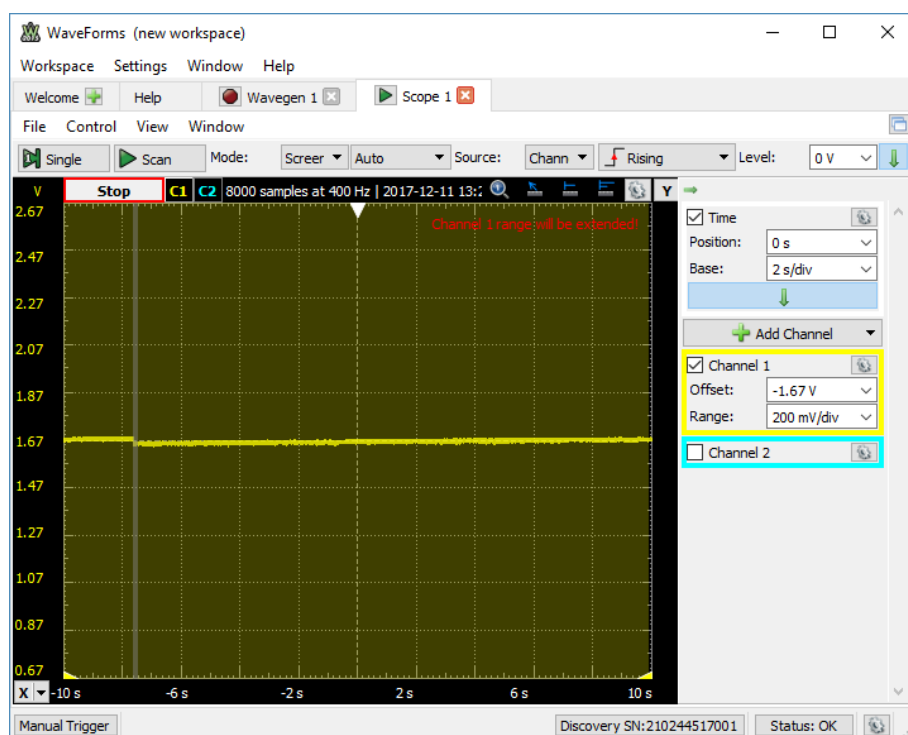 WaveForms (new workspace)
Workspace Settings Window Help
Welcome Help Wavegen 1 Scope 1
File Control View Window
Single Scan Mode: Screer Auto Source: Chann Rising Level: 0 V
V Stop C1 C2 8000 samples at 400 Hz | 2017-12-11 13:2 Y
Channel 1 range will be extended!
2.67
2.47
2.27
2.07
1.87
1.67
1.47
1.27
1.07
0.87
0.67
X -10 s -6 s -2 s 2 s 6 s 10 s
Time
Position: 0 s
Base: 2 s/div
Add Channel
Channel 1
Offset: -1.67 V
Range: 200 mV/div
Channel 2
Manual Trigger Discovery SN:210244517001 Status: OK